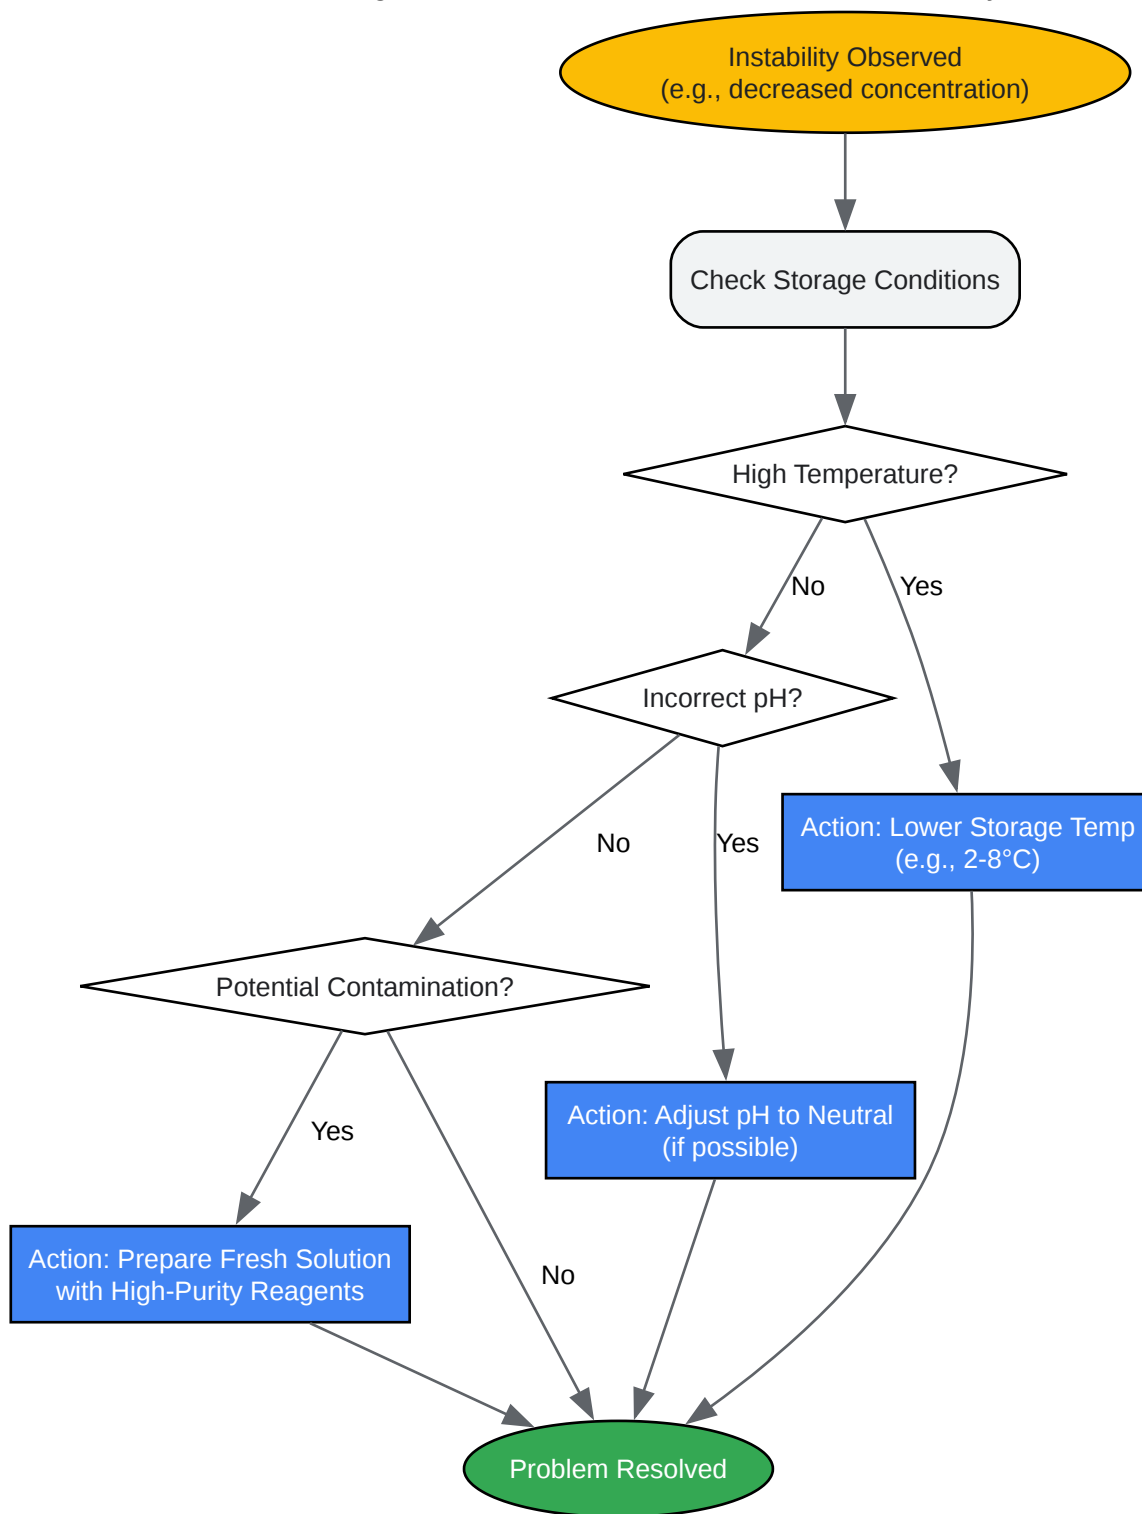 Instability Observed
(e.g., decreased concentration)
Check Storage Conditions
High Temperature?
No
Yes
Incorrect pH?
Action: Lower Storage Temp
(e.g., 2-8°C)
No
Yes
Potential Contamination?
Action: Adjust pH to Neutral
(if possible)
Yes
Action: Prepare Fresh Solution
with High-Purity Reagents
No
Problem Resolved